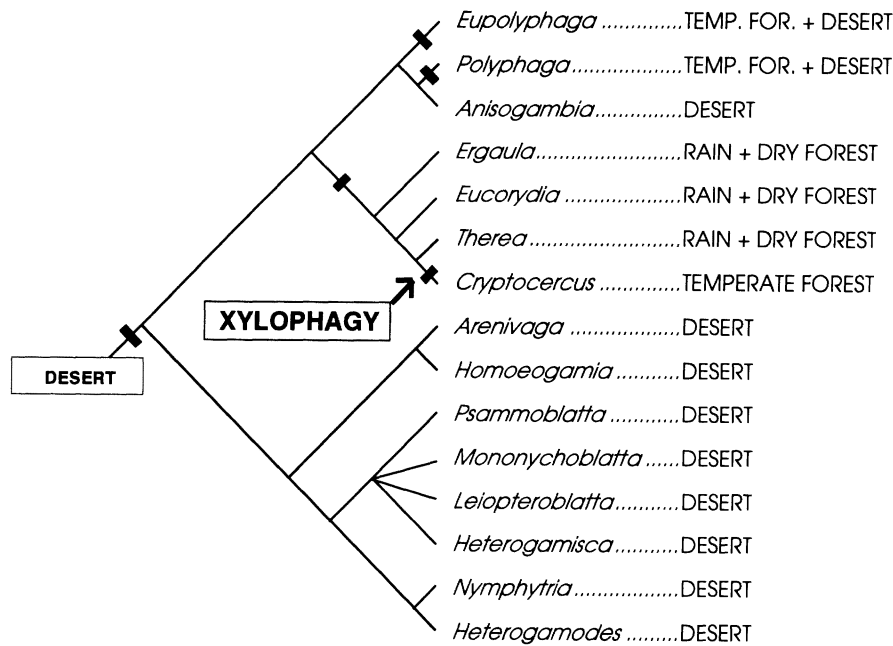 Eupolyphaga ..............TEMP. FOR. + DESERT
Polyphaga ...................TEMP. FOR. + DESERT
Anisogambia...............DESERT
Ergaula.........................RAIN + DRY FOREST
Eucorydia ....................RAIN + DRY FOREST
Therea..........................RAIN + DRY FOREST
Cryptocercus ..............TEMPERATE FOREST
XYLOPHAGY
Arenivaga ...................DESERT
DESERT
Homoeogamia ...........DESERT
Psammoblatta............DESERT
Mononychoblatta ......DESERT
Leiopteroblatta...........DESERT
Heterogamisca...........DESERT
Nymphytria..................DESERT
Heterogamodes .........DESERT